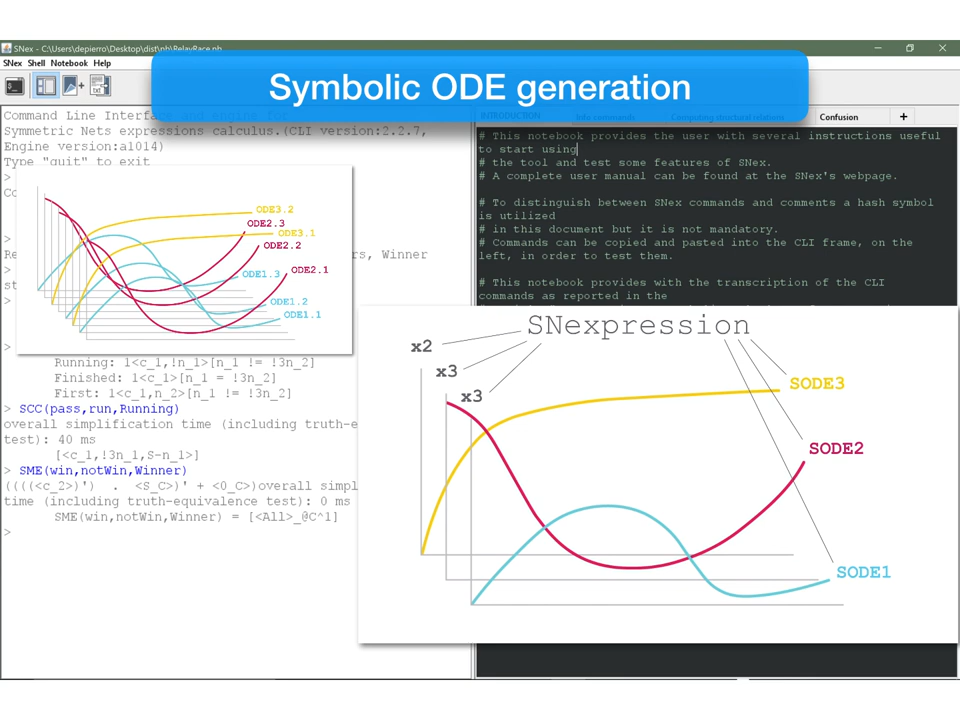 SNex - C:\Users\depierro\Desktop\dist\nb\RelayRace.nb
SNex Shell Notebook Help
Symbolic ODE generation
Command Line Interface and engine for
Symmetric Nets expressions calculus.(CLI version:2.2.7,
Engine version:a1014)
Type "quit" to exit
>
Co
>
Re
rs, Winner
>
st
>
ODE3.2
ODE2.3
ODE3.1
ODE2.2
ODE2.1
ODE1.3
ODE1.2
ODE1.1
>
Running: 1<c_1,!n_1>[n_1 != !3n_2]
Finished: 1<c_1>[n_1 = !3n_2]
First: 1<c_1,n_2>[n_1 != !3n_2]
> SCC(pass,run,Running)
overall simplification time (including truth-e
test): 40 ms
[<c_1,!3n_1,S-n_1>]
> SME(win,notWin,Winner)
((((<c_2>)') . <S_C>)' + <0_C>)overall simpl
time (including truth-equivalence test): 0 ms
SME(win,notWin,Winner) = [<All>_@C^1]
>
INTRODUCTION
Computing structural relations
Confusion
+
# This notebook provides the user with several instructions useful
to start using
# the tool and test some features of SNex.
# A complete user manual can be found at the SNex's webpage.
# To distinguish between SNex commands and comments a hash symbol
is utilized
# in this document but it is not mandatory.
# Commands can be copied and pasted into the CLI frame, on the
left, in order to test them.
# This notebook provides with the transcription of the CLI
commands as reported in the
SNexpression
x2
x3
x3
SODE3
SODE2
SODE1